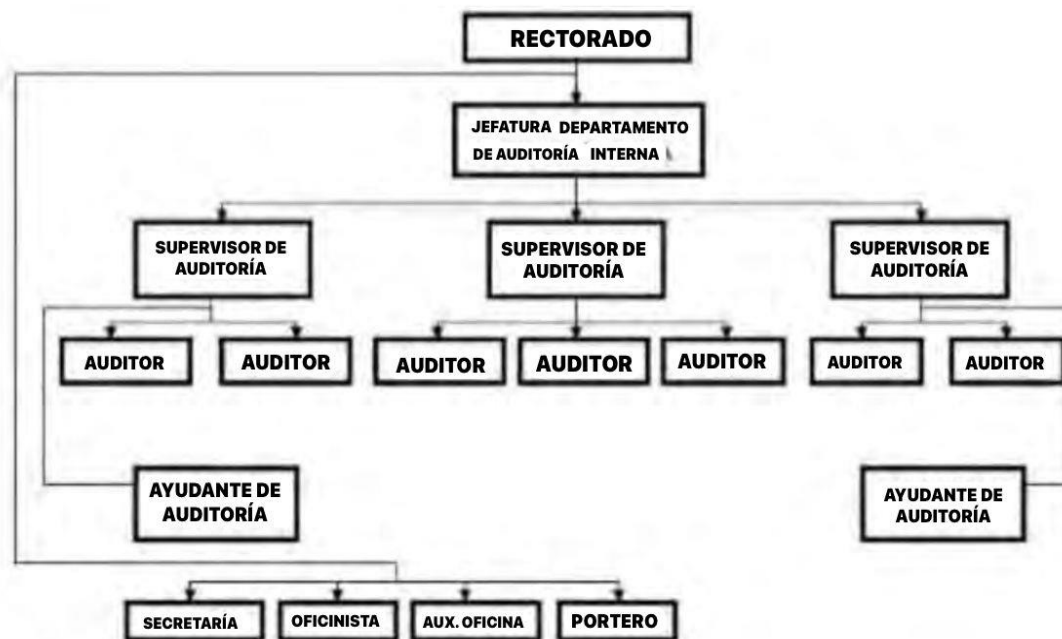 RECTORADO
JEFATURA DEPARTAMENTO
DE AUDITORÍA INTERNA
SUPERVISOR DE
AUDITORÍA
SUPERVISOR DE
AUDITORÍA
SUPERVISOR DE
AUDITORÍA
AUDITOR
AUDITOR
AUDITOR
AUDITOR
AUDITOR
AUDITOR
AUDITOR
AYUDANTE DE
AUDITORÍA
AYUDANTE DE
AUDITORÍA
SECRETARÍA
OFICINISTA
AUX. OFICINA
PORTERO